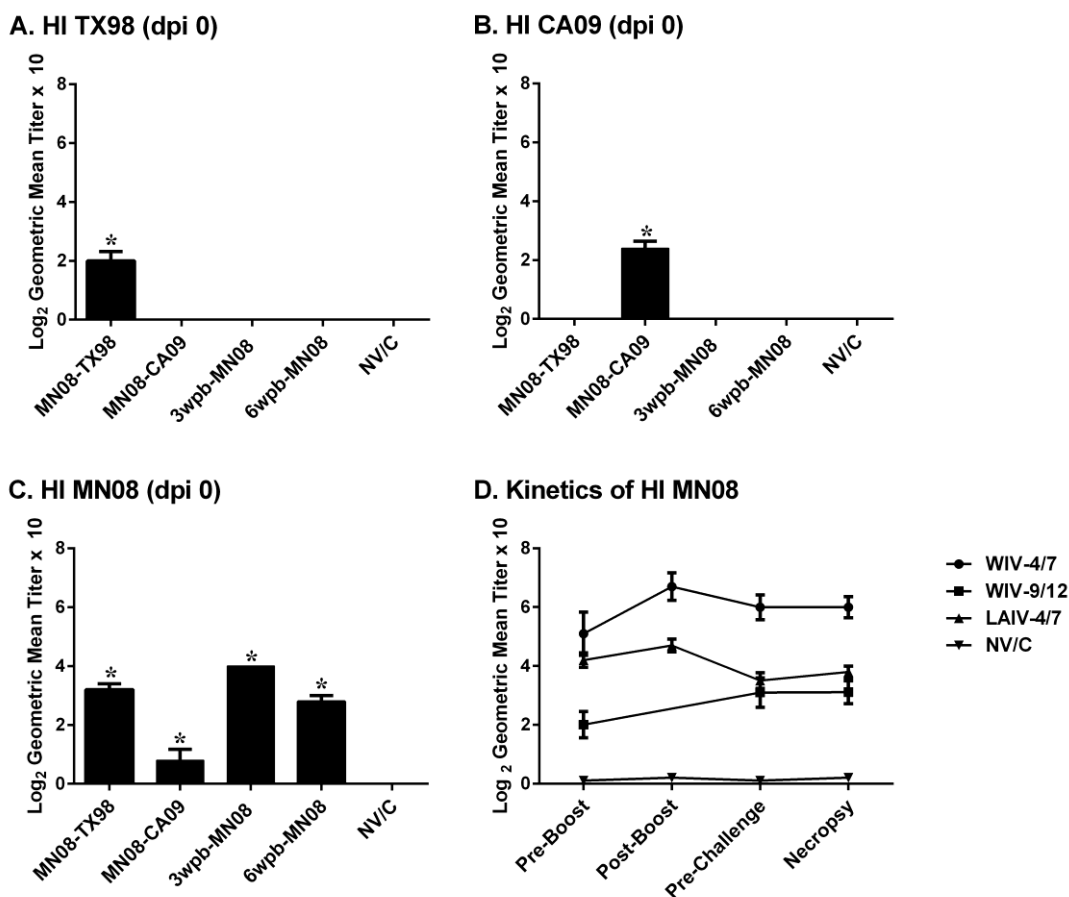 A. HI TX98 (dpi 0)
Log2 Geometric Mean Titer x 10
8
6
4
2
0
*
MN08-TX98
MN08-CA09
3wpb-MN08
6wpb-MN08
NV/C
B. HI CA09 (dpi 0)
Log2 Geometric Mean Titer x 10
8
6
4
2
0
*
MN08-TX98
MN08-CA09
3wpb-MN08
6wpb-MN08
NV/C
C. HI MN08 (dpi 0)
Log2 Geometric Mean Titer x 10
8
6
4
2
0
*
*
*
*
MN08-TX98
MN08-CA09
3wpb-MN08
6wpb-MN08
NV/C
D. Kinetics of HI MN08
Log 2 Geometric Mean Titer x 10
8
6
4
2
0
Pre-Boost
Post-Boost
Pre-Challenge
Necropsy
WIV-4/7
WIV-9/12
LAIV-4/7
NV/C